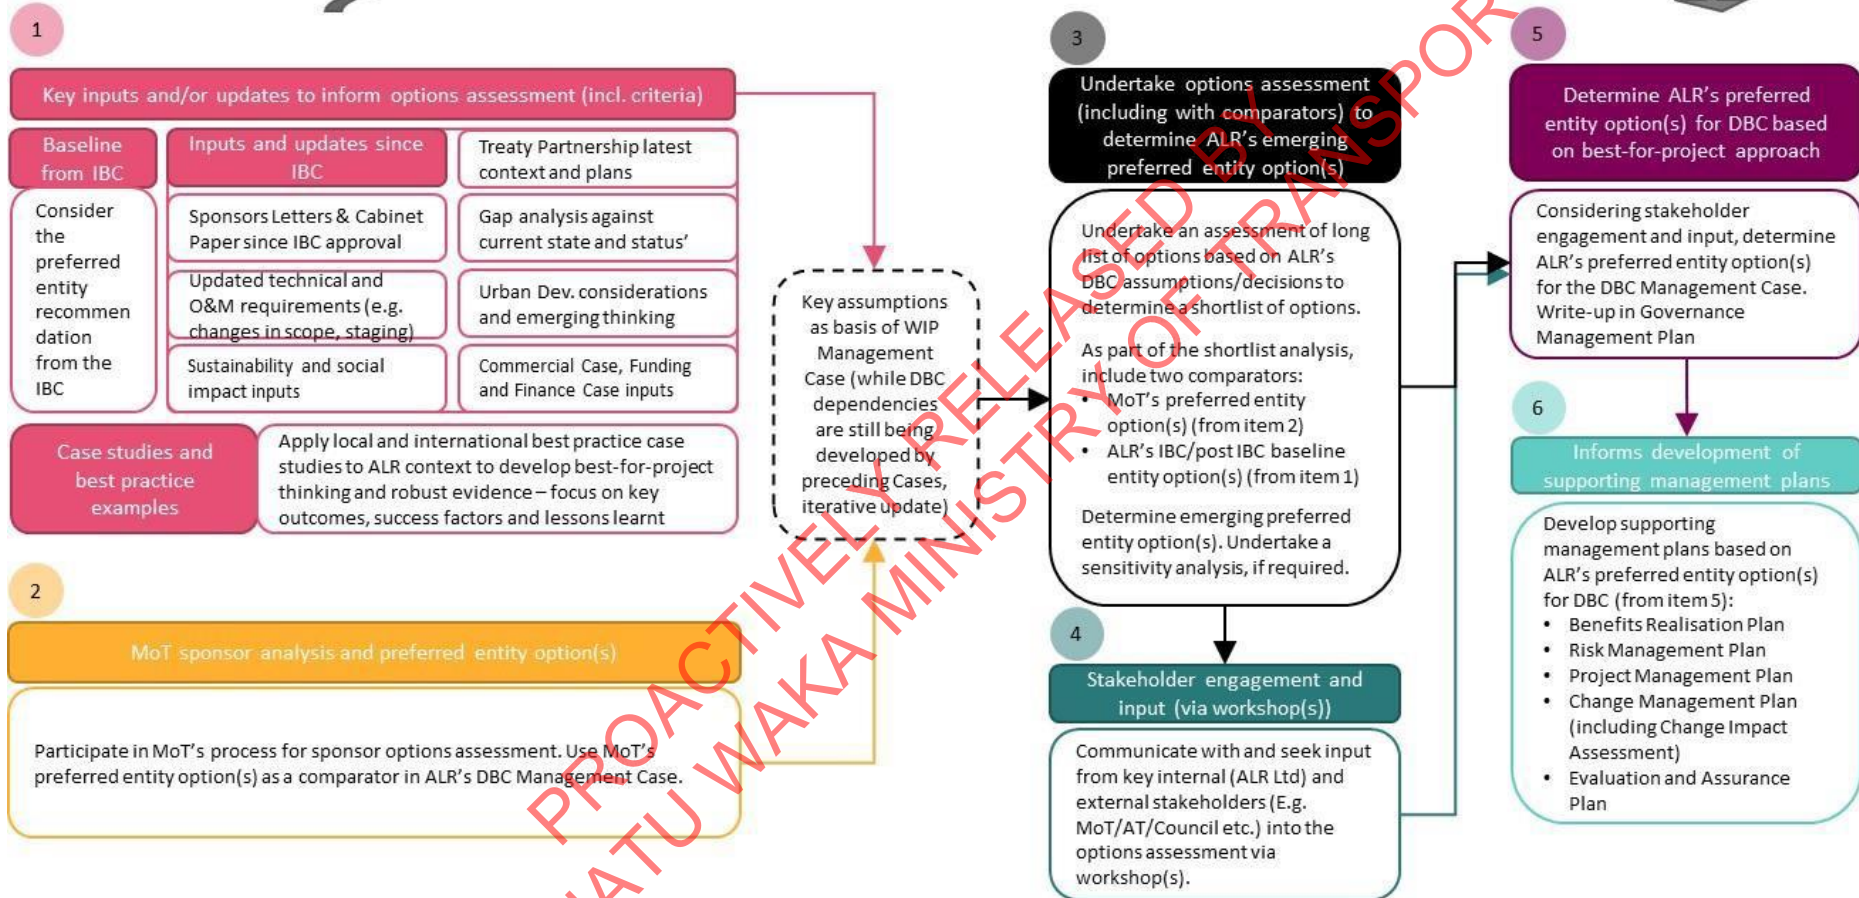 1
Key inputs and/or updates to inform options assessment (incl. criteria)
Baseline
from IBC
Consider
the
preferred
entity
recommen
dation
from the
IBC
Inputs and updates since
IBC
Sponsors Letters & Cabinet
Paper since IBC approval
Updated technical and
O&M requirements (e.g.
changes in scope, staging)
Sustainability and social
impact inputs
Treaty Partnership latest
context and plans
Gap analysis against
current state and status'
Urban Dev. considerations
and emerging thinking
Commercial Case, Funding
and Finance Case inputs
Case studies and
best practice
examples
Apply local and international best practice case
studies to ALR context to develop best-for-project
thinking and robust evidence – focus on key
outcomes, success factors and lessons learnt
2
MoT sponsor analysis and preferred entity option(s)
Participate in MoT's process for sponsor options assessment. Use MoT's
preferred entity option(s) as a comparator in ALR's DBC Management Case.
Key assumptions
as basis of WIP
Management
Case (while DBC
dependencies
are still being
developed by
preceding Cases,
iterative update)
3
Undertake options assessment
(including with comparators) to
determine ALR's emerging
preferred entity option(s)
Undertake an assessment of long
list of options based on ALR's
DBC assumptions/decisions to
determine a shortlist of options.
As part of the shortlist analysis,
include two comparators:
• MoT's preferred entity
option(s) (from item 2)
• ALR's IBC/post IBC baseline
entity option(s) (from item 1)
Determine emerging preferred
entity option(s). Undertake a
sensitivity analysis, if required.
4
Stakeholder engagement and
input (via workshop(s))
Communicate with and seek input
from key internal (ALR Ltd) and
external stakeholders (E.g.
MoT/AT/Council etc.) into the
options assessment via
workshop(s).
5
Determine ALR's preferred
entity option(s) for DBC based
on best-for-project approach
Considering stakeholder
engagement and input, determine
ALR's preferred entity option(s)
for the DBC Management Case.
Write-up in Governance
Management Plan
6
Informs development of
supporting management plans
Develop supporting
management plans based on
ALR's preferred entity option(s)
for DBC (from item 5):
• Benefits Realisation Plan
• Risk Management Plan
• Project Management Plan
• Change Management Plan
(including Change Impact
Assessment)
• Evaluation and Assurance
Plan
PROACTIVELY RELEASED BY
WAKA MINISTRY OF TRANSPOR